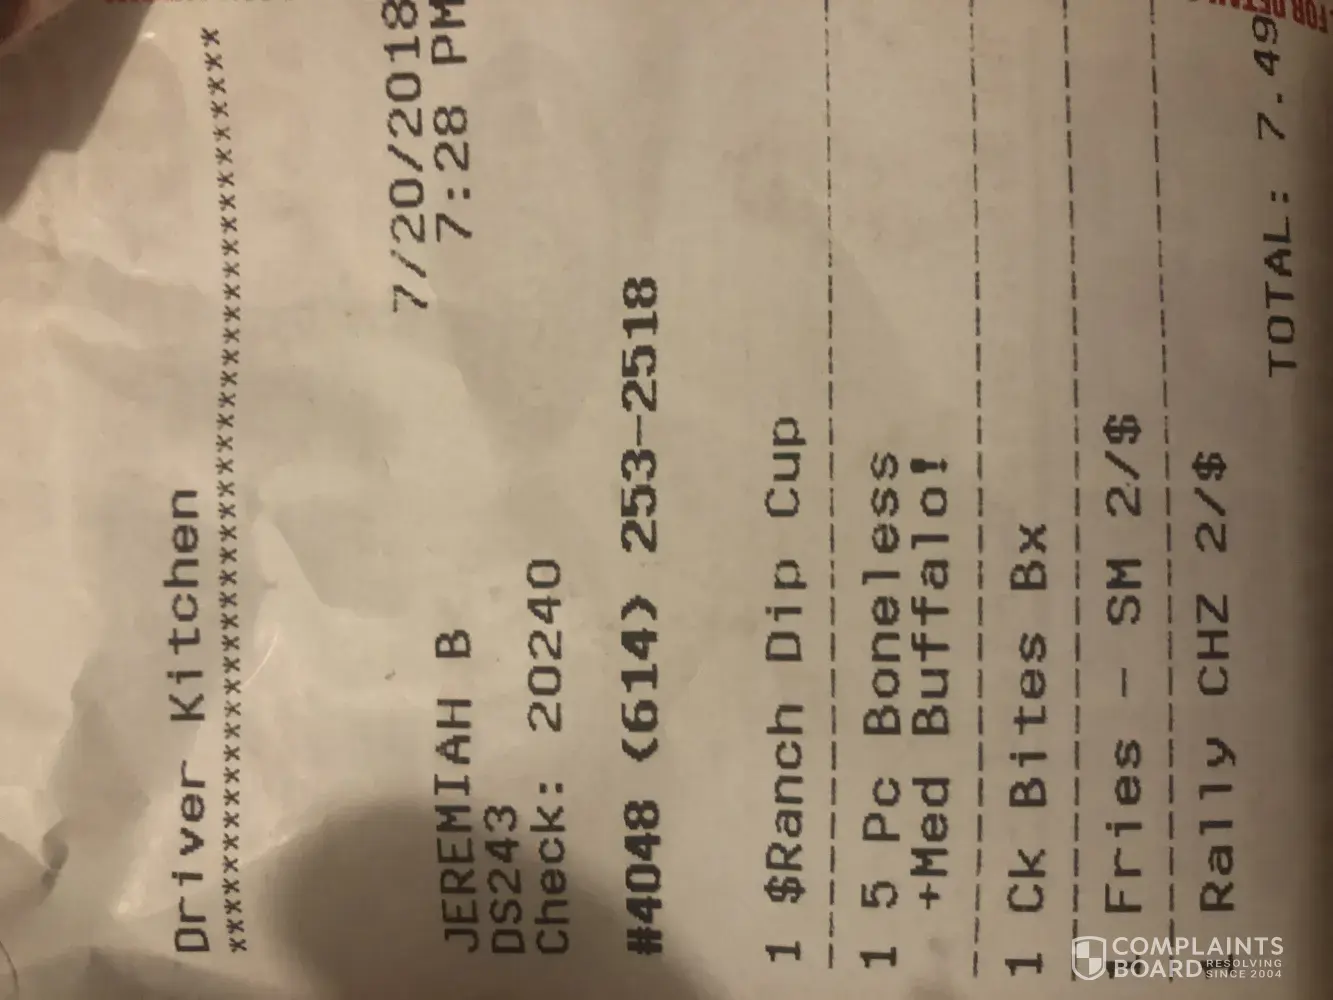 Driver Kitchen
****************************************
7/20/2018
JEREMIAH B 7:28 PM
DS243
Check: 20240
#4048 (614) 253-2518
1 $Ranch Dip Cup
1 5 Pc Boneless
+Med Buffalo!
1 Ck Bites Bx
Fries - SM 2/$
Rally CHZ 2/$
TOTAL: 7.49
FOR DETAIL
COMPLAINTS
BOARD RESOLVING
SINCE 2004